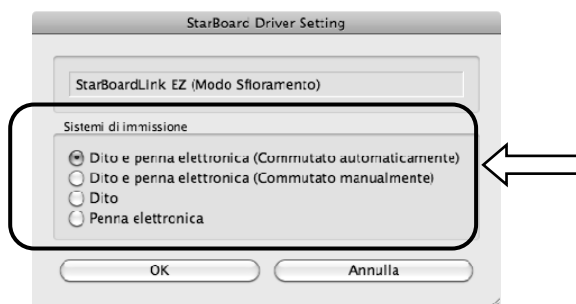 StarBoard Driver Setting
StarBoardLink EZ (Modo Sfioramento)
Sistemi di immissione
Dito e penna elettronica (Commutato automaticamente)
Dito e penna elettronica (Commutato manualmente)
Dito
Penna elettronica
OK Annulla